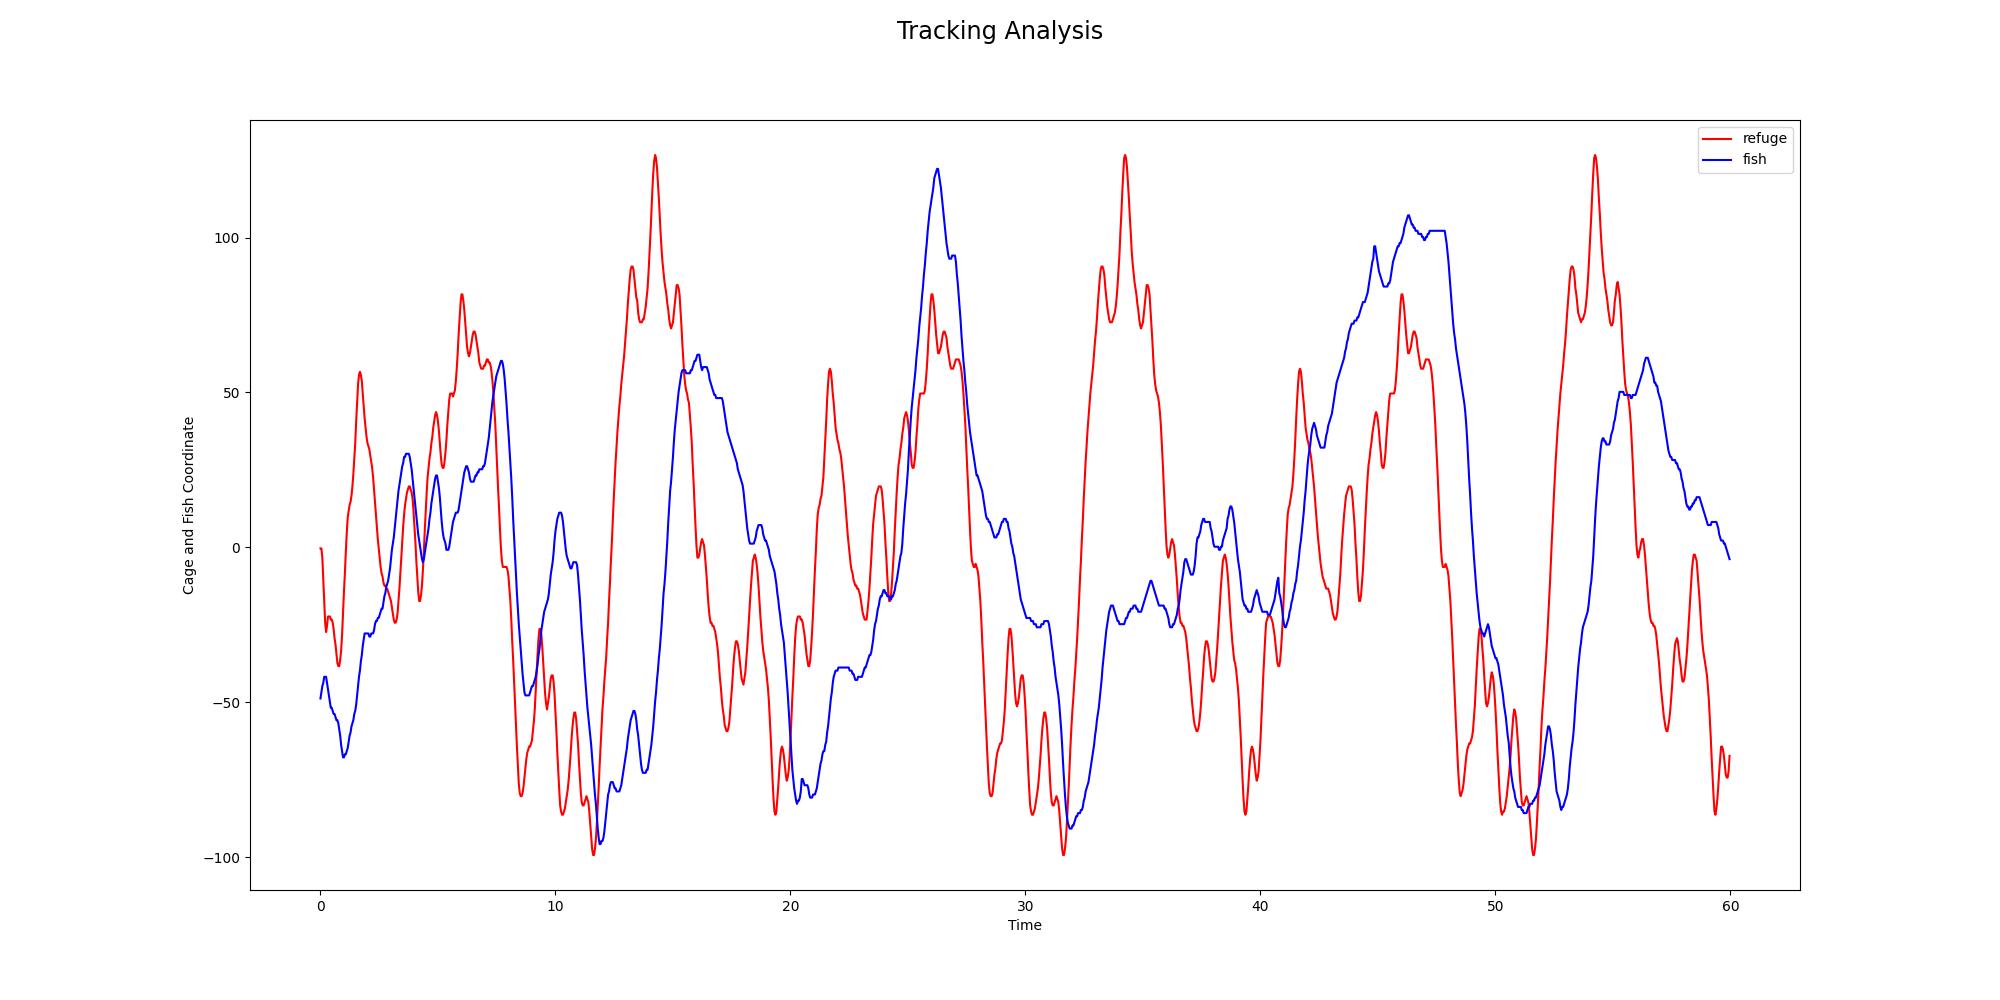 Tracking Analysis
refuge
fish
Cage and Fish Coordinate
100
50
0
−50
−100
0
10
20
30
40
50
60
Time